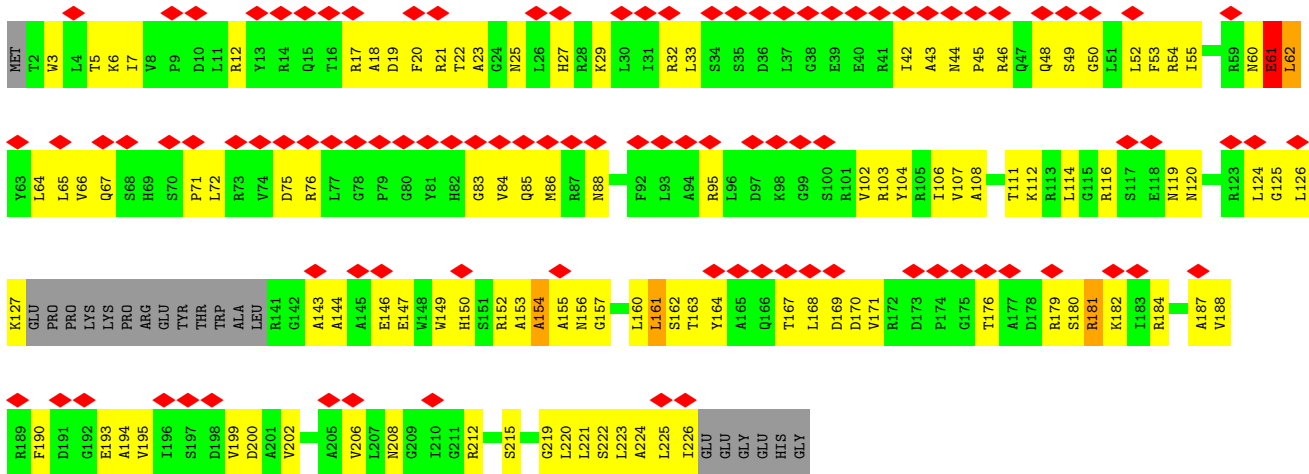 MET T2 W3 L4 T5 K6 I7 V8 P9 D10 L11 R12 Y13 R14 Q15 T16 R17 A18 D19 F20 R21 T22 A23 G24 N25 L26 H27 R28 K29 L30 I31 R32 L33 S34 S35 D36 L37 G38 E39 E40 R41 I42 A43 N44 P45 R46 Q47 Q48 S49 G50 L51 L52 F53 R54 I55 R59 N60 E61 L62
Y63 L64 L65 V66 Q67 S68 H69 S70 P71 L72 R73 V74 D75 R76 L77 G78 P79 G80 Y81 H82 G83 V84 Q85 M86 R87 N88 F92 L93 A94 R95 L96 D97 K98 G99 S100 R101 V102 R103 Y104 R105 I106 V107 A108 T111 K112 R113 L114 G115 R116 S117 E118 N119 N120 R123 L124 G125 L126
K127 GLU PRO PRO LYS LYS PRO ARG GLU TYR THR TRP ALA LEU R141 G142 A143 A144 A145 E146 E147 W148 W149 H150 S151 R152 A153 A154 A155 N156 G157 L160 L161 S162 T163 Y164 A165 Q166 T167 L168 D169 D170 V171 R172 D173 P174 G175 T176 A177 D178 R179 S180 R181 K182 I183 R184 A187 V188
R189 F190 D191 G192 E193 A194 V195 I196 S197 D198 V199 D200 A201 V202 A205 V206 L207 N208 G209 I210 G211 R212 S215 G219 L220 L221 S222 L223 A224 L225 I226 GLU GLU GLY GLU HIS GLY